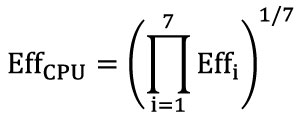 Eff_CPU = (∏_{i=1}^{7} Eff_i)^{1/7}